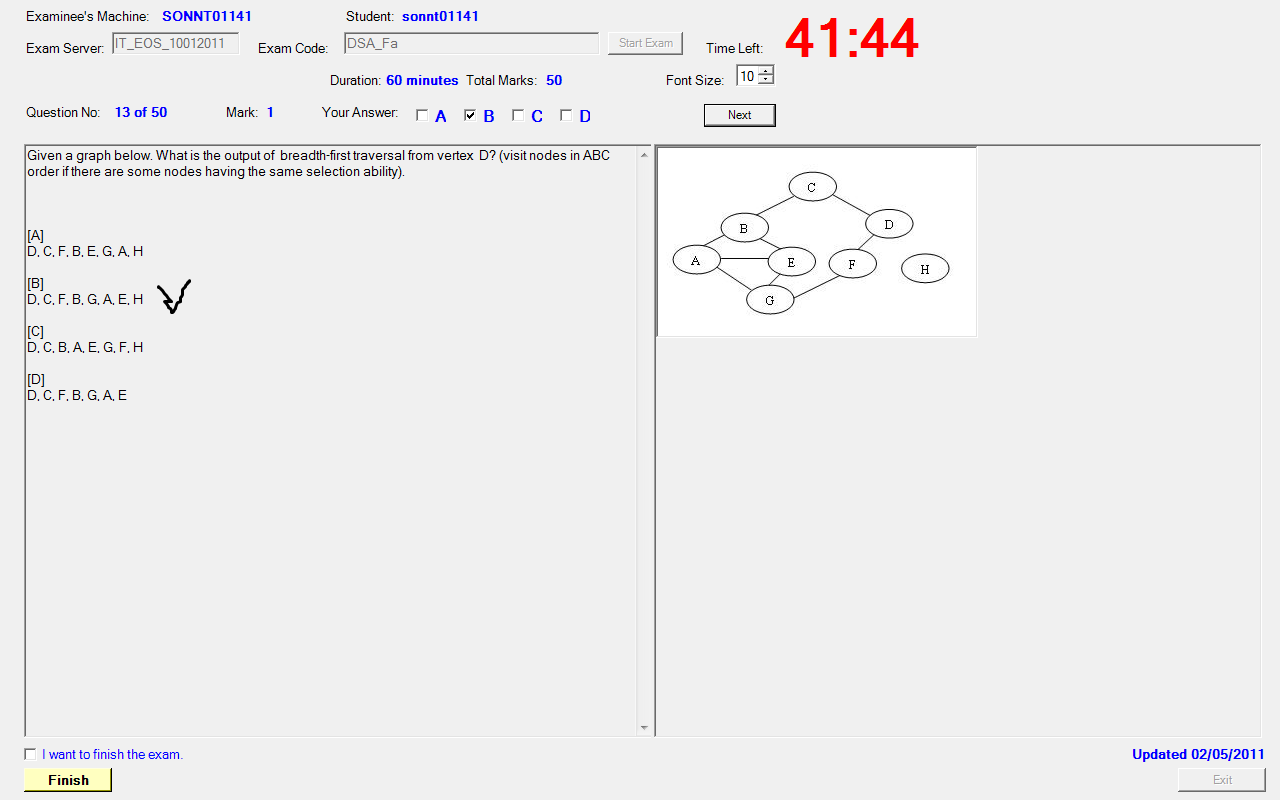 Examinee's Machine: SONNT01141 Student: sonnt01141
Exam Server: IT_EOS_10012011 Exam Code: DSA_Fa Start Exam Time Left: 41:44
Duration: 60 minutes Total Marks: 50 Font Size: 10
Question No: 13 of 50 Mark: 1 Your Answer: A B C D Next
Given a graph below. What is the output of breadth-first traversal from vertex D? (visit nodes in ABC
order if there are some nodes having the same selection ability).
[A]
D, C, F, B, E, G, A, H
[B]
D, C, F, B, G, A, E, H
[C]
D, C, B, A, E, G, F, H
[D]
D, C, F, B, G, A, E
C
B D
A E F H
G
I want to finish the exam. Updated 02/05/2011
Finish Exit